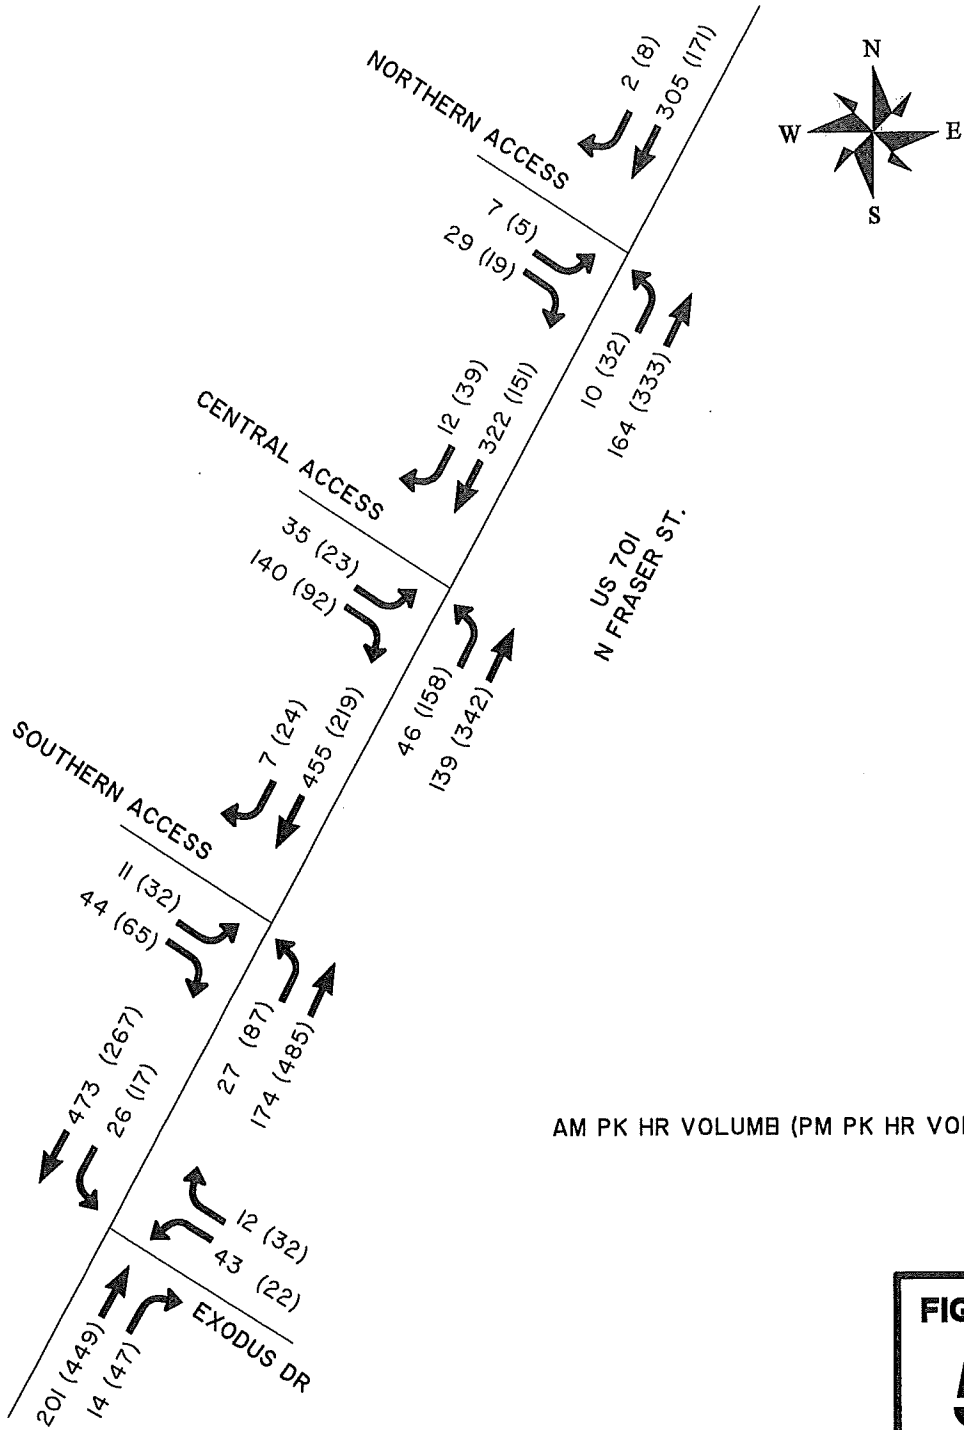 N
W
E
S
2 (8)
305 (171)
NORTHERN ACCESS
7 (5)
29 (19)
10 (32)
164 (333)
12 (39)
322 (151)
CENTRAL ACCESS
35 (23)
140 (92)
US 701
N FRASER ST.
46 (158)
139 (342)
7 (24)
455 (219)
SOUTHERN ACCESS
11 (32)
44 (65)
27 (87)
174 (485)
473 (267)
26 (17)
AM PK HR VOLUME (PM PK HR VO
12 (32)
43 (22)
EXODUS DR
201 (449)
14 (47)
FIG